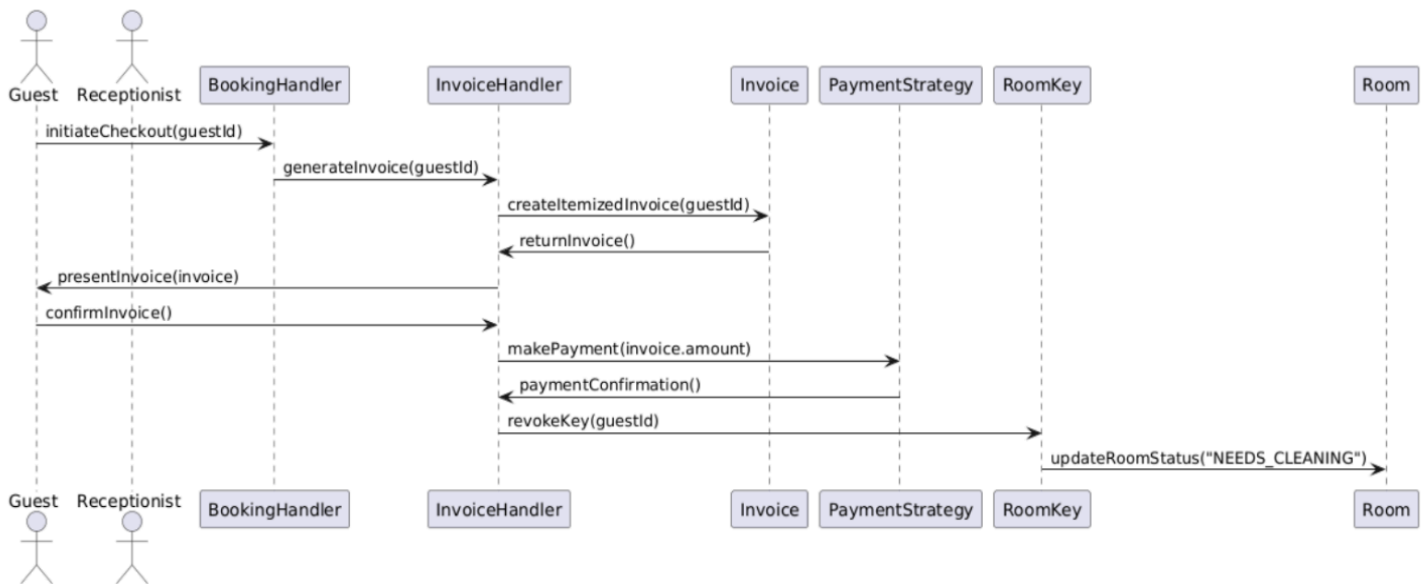 Guest Receptionist BookingHandler InvoiceHandler Invoice PaymentStrategy RoomKey Room
initiateCheckout(guestId)
generateInvoice(guestId)
createItemizedInvoice(guestId)
returnInvoice()
presentInvoice(invoice)
confirmInvoice()
makePayment(invoice.amount)
paymentConfirmation()
revokeKey(guestId)
updateRoomStatus("NEEDS_CLEANING")
Guest Receptionist BookingHandler InvoiceHandler Invoice PaymentStrategy RoomKey Room